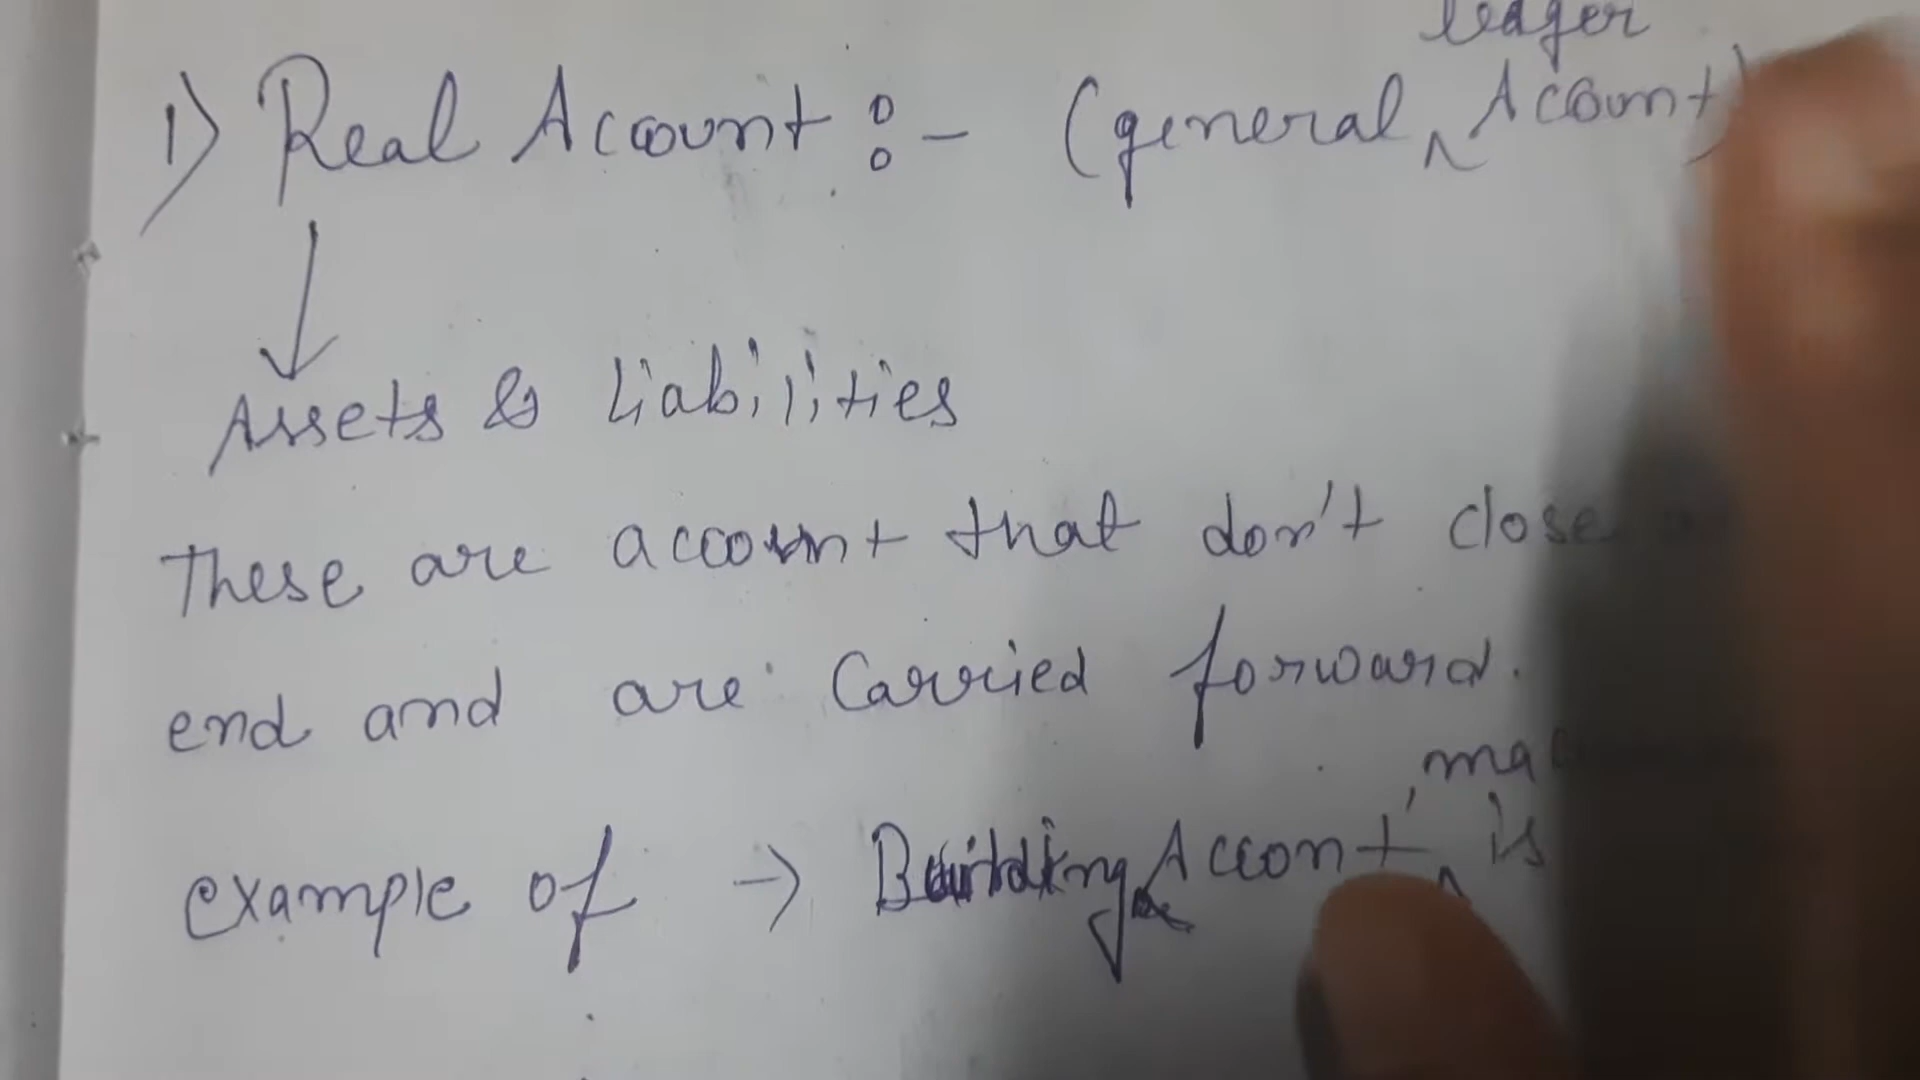 ledger
1) Real Account :- (general ^ Acount)
Assets & Liabilities
These are account that don't close
end and are Carried forward.
example of → Building Accont, is